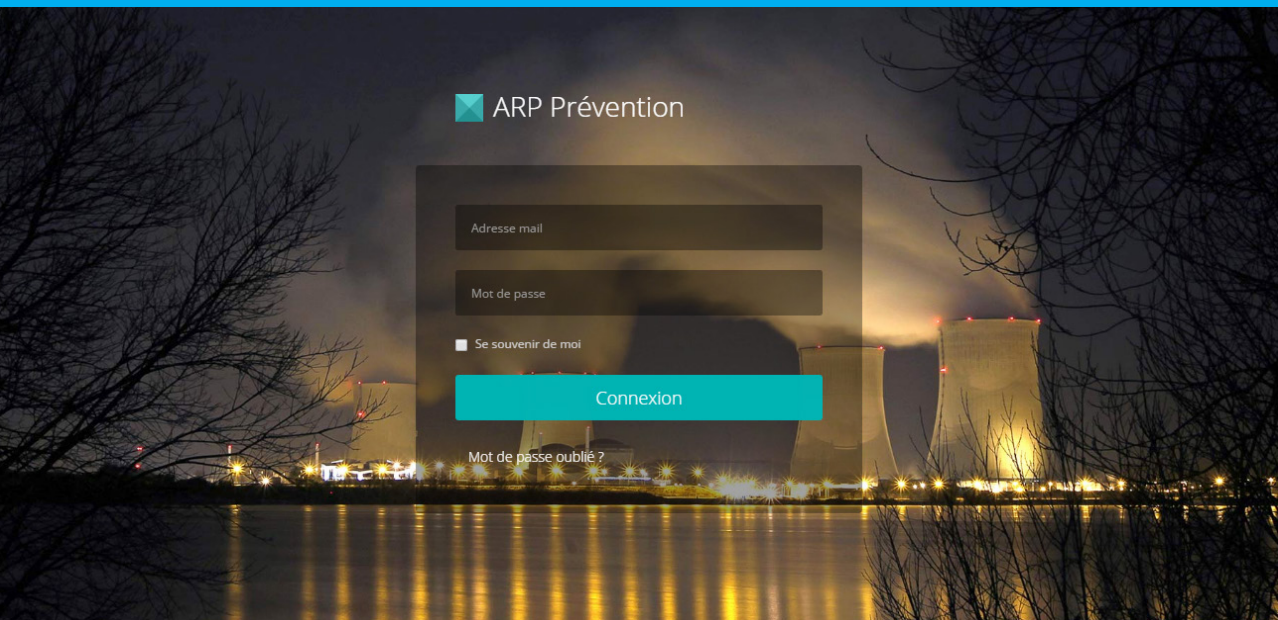 ARP Prévention
Adresse mail
Mot de passe
Se souvenir de moi
Connexion
Mot de passe oublié ?